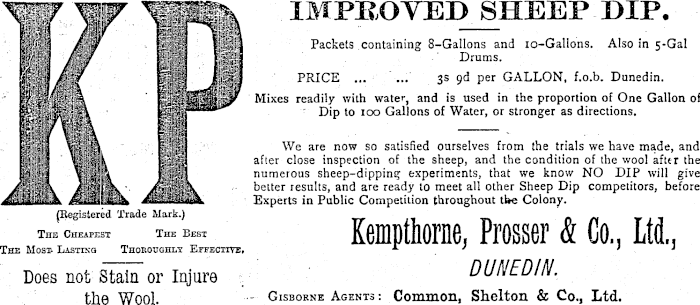 KP
(Registered Trade Mark.)
THE CHEAPEST THE BEST
THE MOST LASTING THOROUGHLY EFFECTIVE,
Does not Stain or Injure
the Wool.
IMPROVED SHEEP DIP.
Packets containing 8-Gallons and 10-Gallons. Also in 5-Gal
Drums.
PRICE ... ... 3s 9d per GALLON, f.o.b. Dunedin.
Mixes readily with water, and is used in the proportion of One Gallon of
Dip to 100 Gallons of Water, or stronger as directions.
We are now so satisfied ourselves from the trials we have made, and
after close inspection of the sheep, and the condition of the wool after the
numerous sheep-dipping experiments, that we know NO DIP will give
better results, and are ready to meet all other Sheep Dip competitors, before
Experts in Public Competition throughout the Colony.
Kempthorne, Prosser & Co., Ltd.,
DUNEDIN.
GISBORNE AGENTS: Common, Shelton & Co., Ltd.